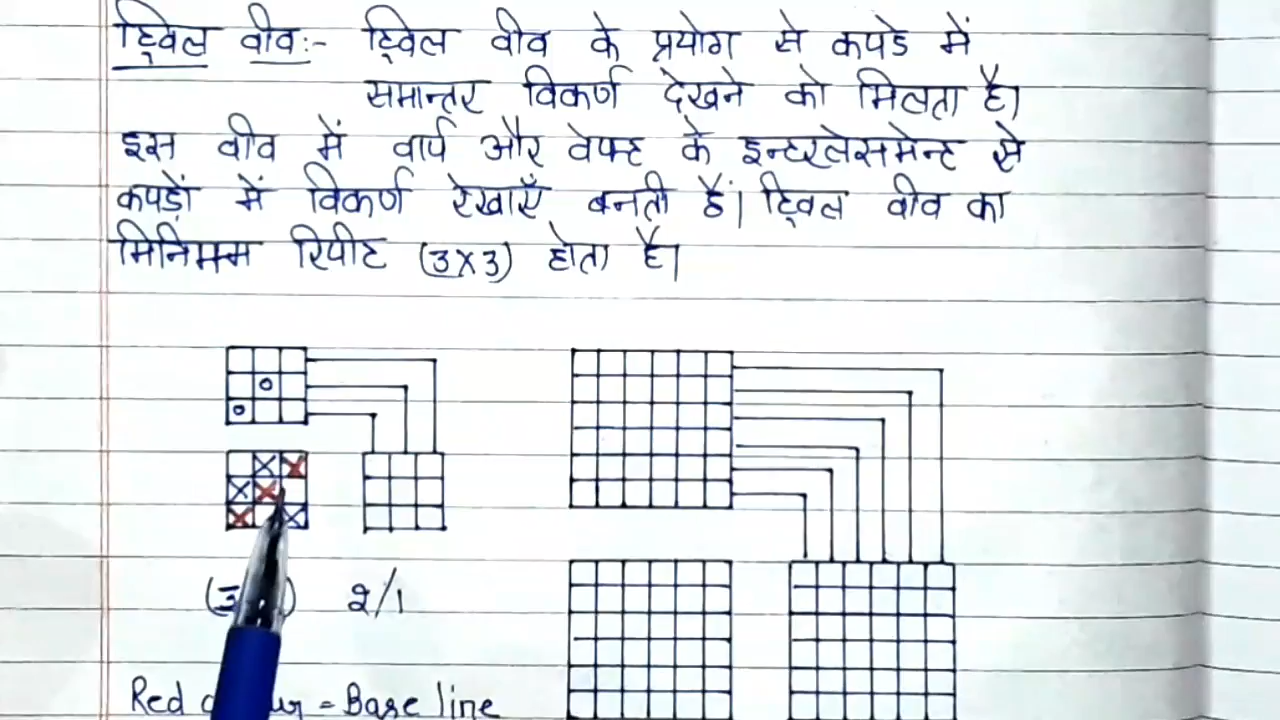 ट्विल वीव:- ट्विल वीव के प्रयोग से कपडे में
समान्तर विकर्ण देखने को मिलता है।
इस वीव में वार्प और वेफ्ट के इन्टरलेसमेन्ट से
कपड़ों में विकर्ण रेखाएँ बनती हैं। ट्विल वीव का
मिनिमम रिपीट (3x3) होता है।
2/1
Red = Base line